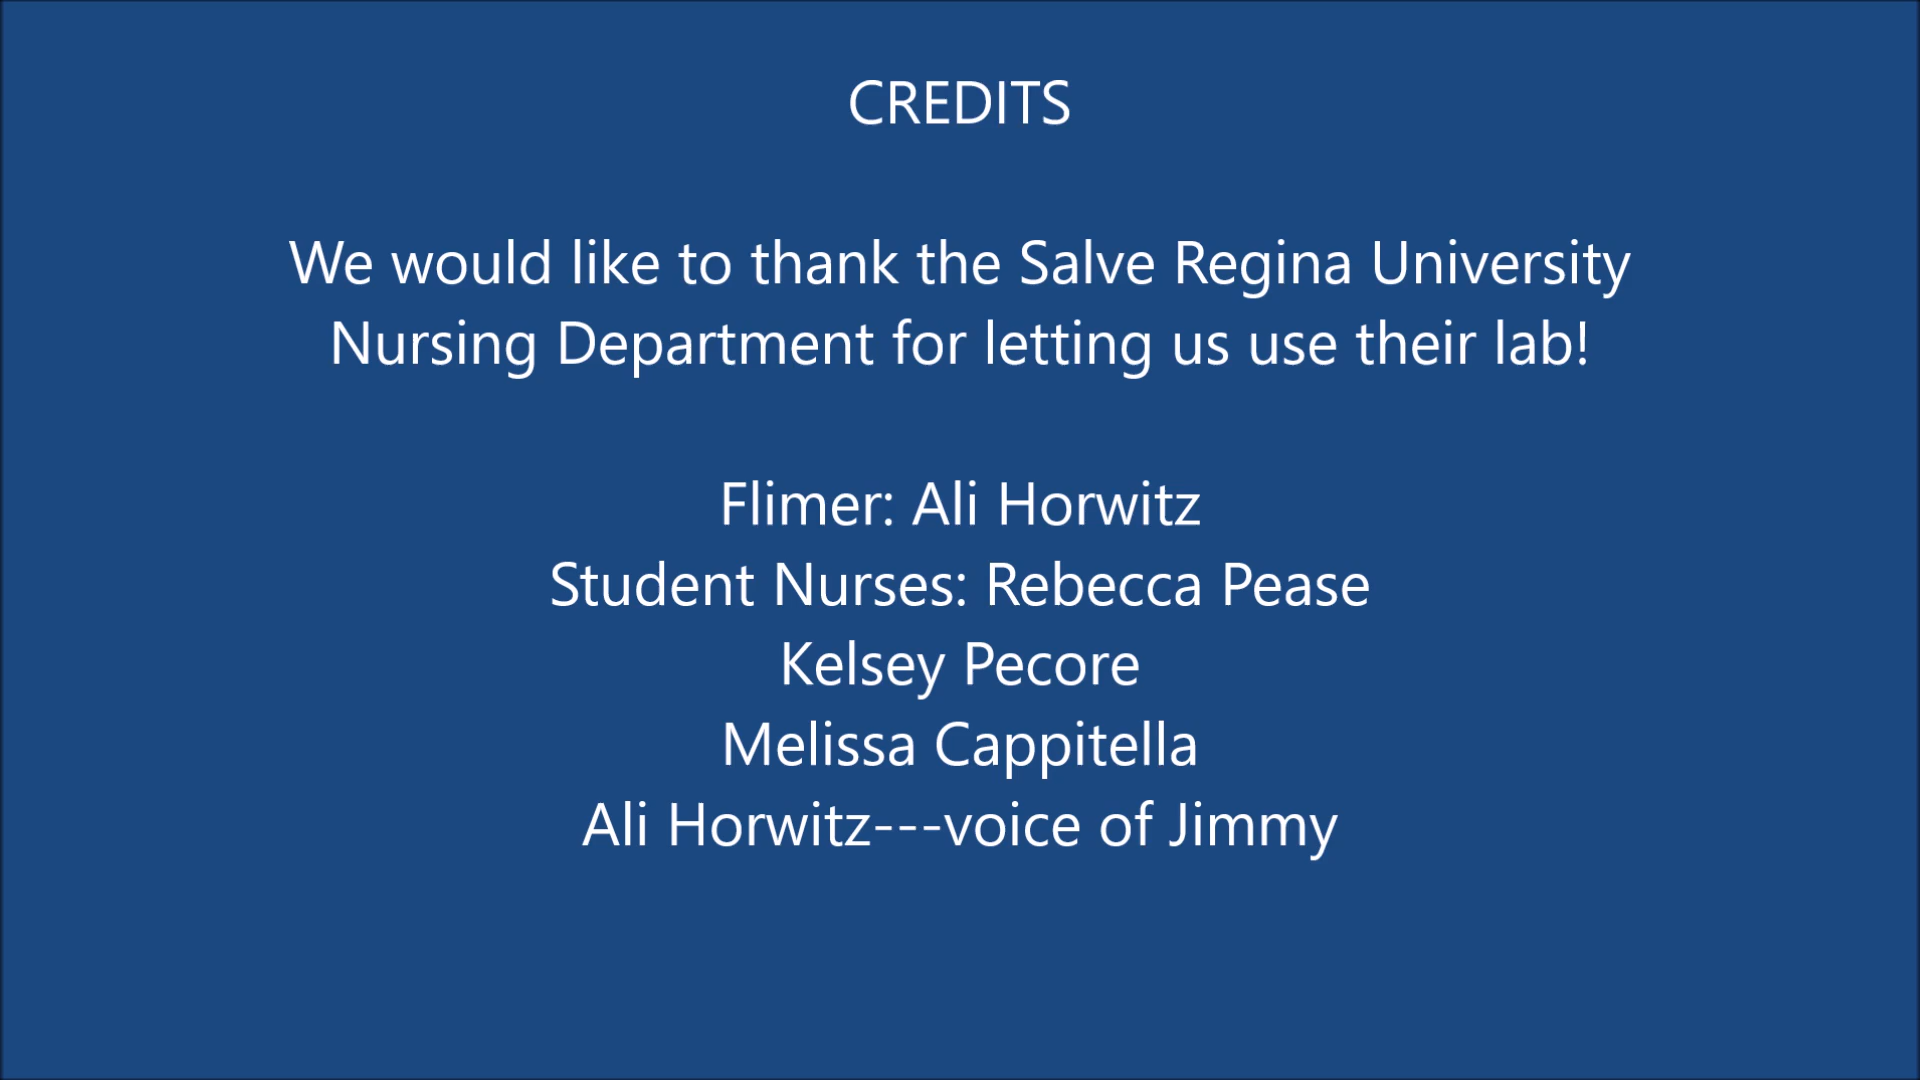 CREDITS
We would like to thank the Salve Regina University
Nursing Department for letting us use their lab!
Flimer: Ali Horwitz
Student Nurses: Rebecca Pease
Kelsey Pecore
Melissa Cappitella
Ali Horwitz---voice of Jimmy